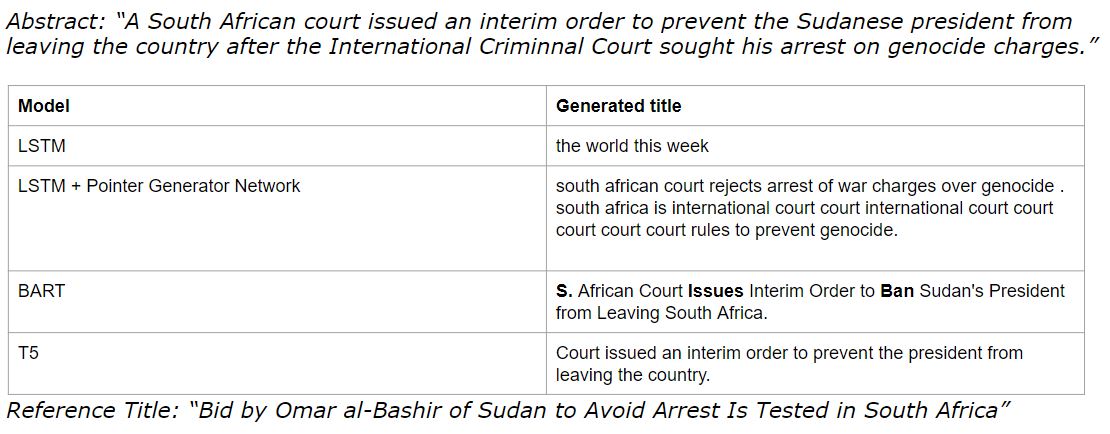 Abstract: “A South African court issued an interim order to prevent the Sudanese president from
leaving the country after the International Criminnal Court sought his arrest on genocide charges.”
Model Generated title
LSTM the world this week
LSTM + Pointer Generator Network south african court rejects arrest of war charges over genocide .
south africa is international court court international court court
court court court rules to prevent genocide.
BART S. African Court Issues Interim Order to Ban Sudan's President
from Leaving South Africa.
T5 Court issued an interim order to prevent the president from
leaving the country.
Reference Title: “Bid by Omar al-Bashir of Sudan to Avoid Arrest Is Tested in South Africa”